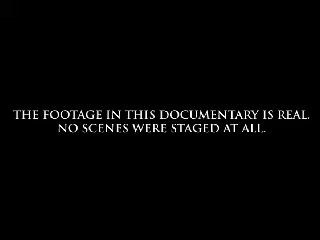 THE FOOTAGE IN THIS DOCUMENTARY IS REAL.
NO SCENES WERE STAGED AT ALL.